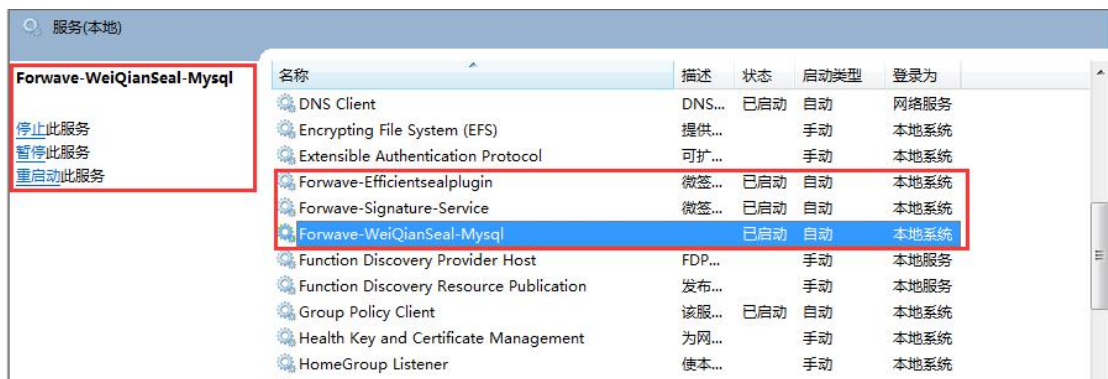 服务(本地)
Forwave-WeiQianSeal-Mysql
停止此服务
暂停此服务
重启动此服务
名称 描述 状态 启动类型 登录为
DNS Client DNS... 已启动 自动 网络服务
Encrypting File System (EFS) 提供... 手动 本地系统
Extensible Authentication Protocol 可扩... 手动 本地系统
Forwave-Efficientsealplugin 微签... 已启动 自动 本地系统
Forwave-Signature-Service 微签... 已启动 自动 本地系统
Forwave-WeiQianSeal-Mysql 已启动 自动 本地系统
Function Discovery Provider Host FDP... 手动 本地服务
Function Discovery Resource Publication 发布... 手动 本地服务
Group Policy Client 该服... 已启动 自动 本地系统
Health Key and Certificate Management 为网... 手动 本地系统
HomeGroup Listener 使本... 手动 本地系统